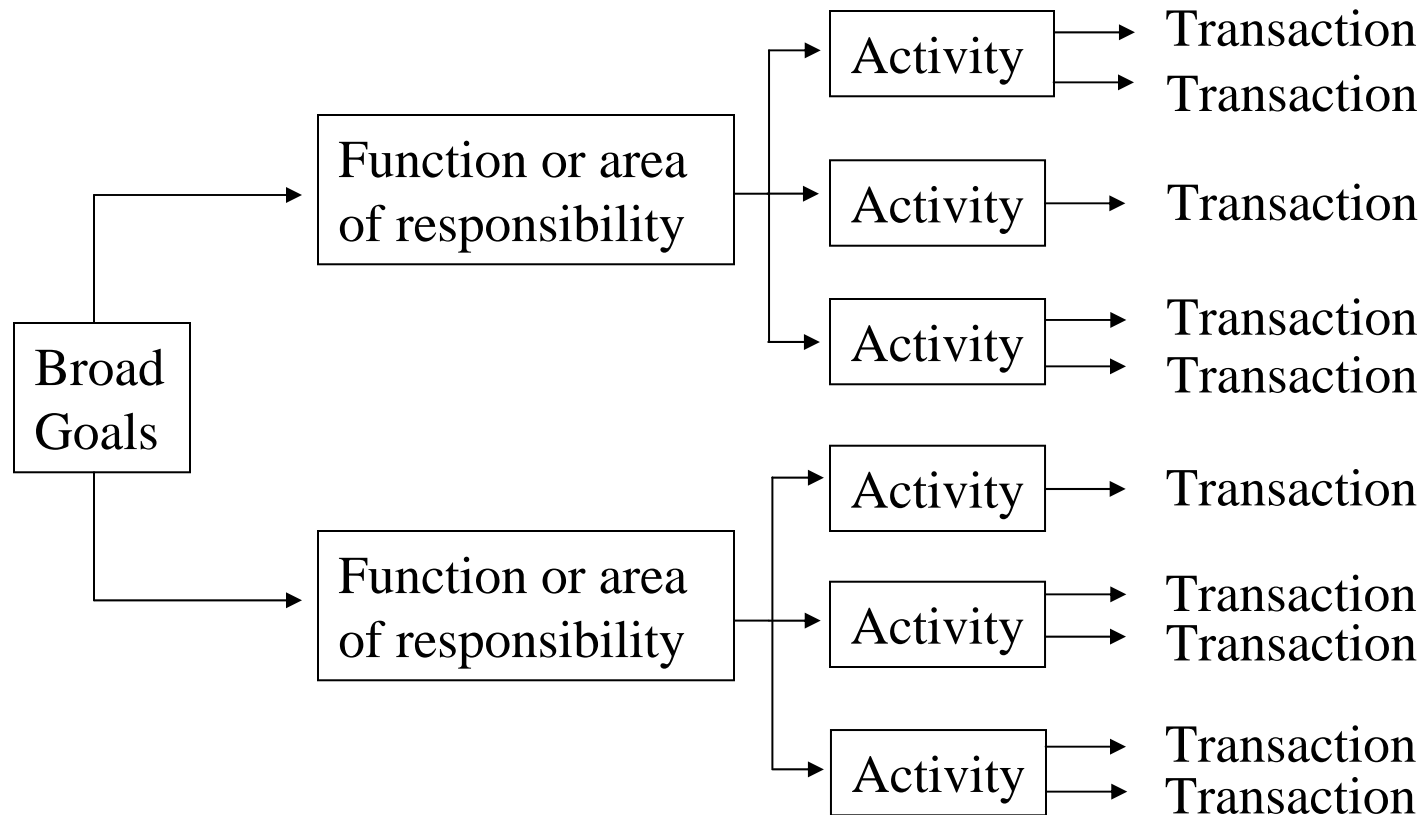 Broad
Goals
Function or area
of responsibility
Activity
Transaction
Transaction
Activity
Transaction
Activity
Transaction
Transaction
Function or area
of responsibility
Activity
Transaction
Activity
Transaction
Transaction
Activity
Transaction
Transaction